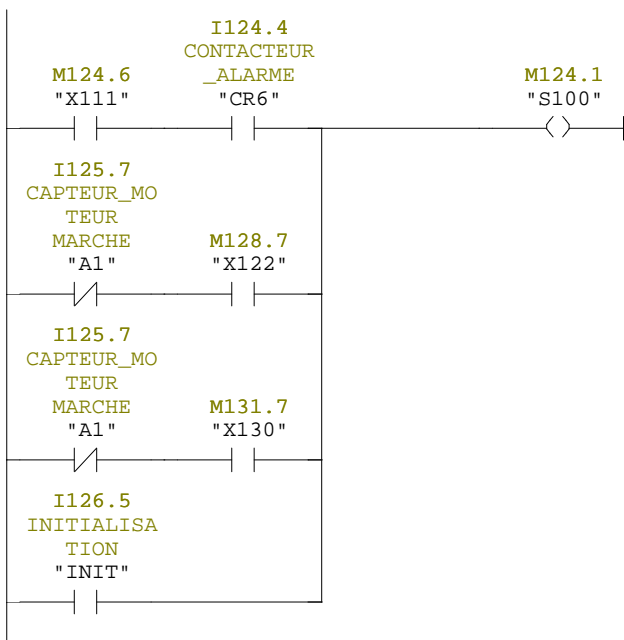 I124.4
CONTACTEUR
M124.6 _ALARME M124.1
"X111" "CR6" "S100"
I125.7
CAPTEUR_MO
TEUR
MARCHE M128.7
"A1" "X122"
I125.7
CAPTEUR_MO
TEUR
MARCHE M131.7
"A1" "X130"
I126.5
INITIALISA
TION
"INIT"